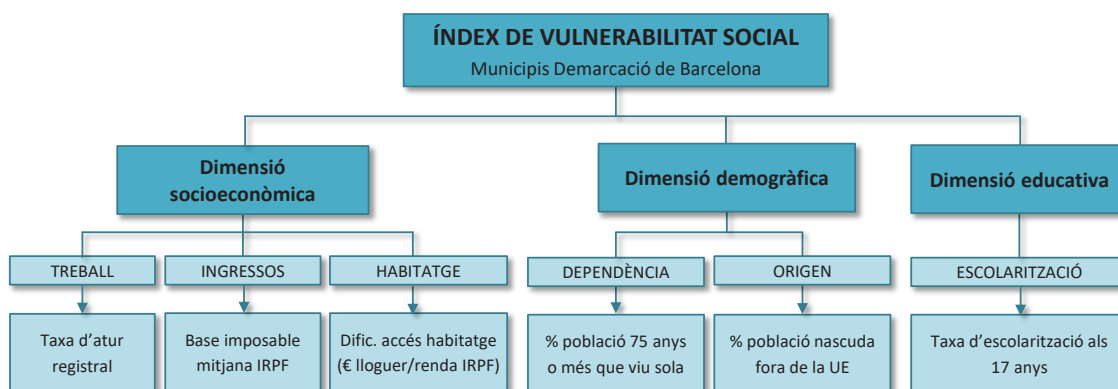 ÍNDEX DE VULNERABILITAT SOCIAL
Municipis Demarcació de Barcelona
Dimensió
socioeconòmica
Dimensió demogràfica
Dimensió educativa
TREBALL
INGRESSOS
HABITATGE
DEPENDÈNCIA
ORIGEN
ESCOLARITZACIÓ
Taxa d’atur
registral
Base imposable
mitjana IRPF
Dific. accés habitatge
(€ lloguer/renda IRPF)
% població 75 anys
o més que viu sola
% població nascuda
fora de la UE
Taxa d’escolarització als
17 anys